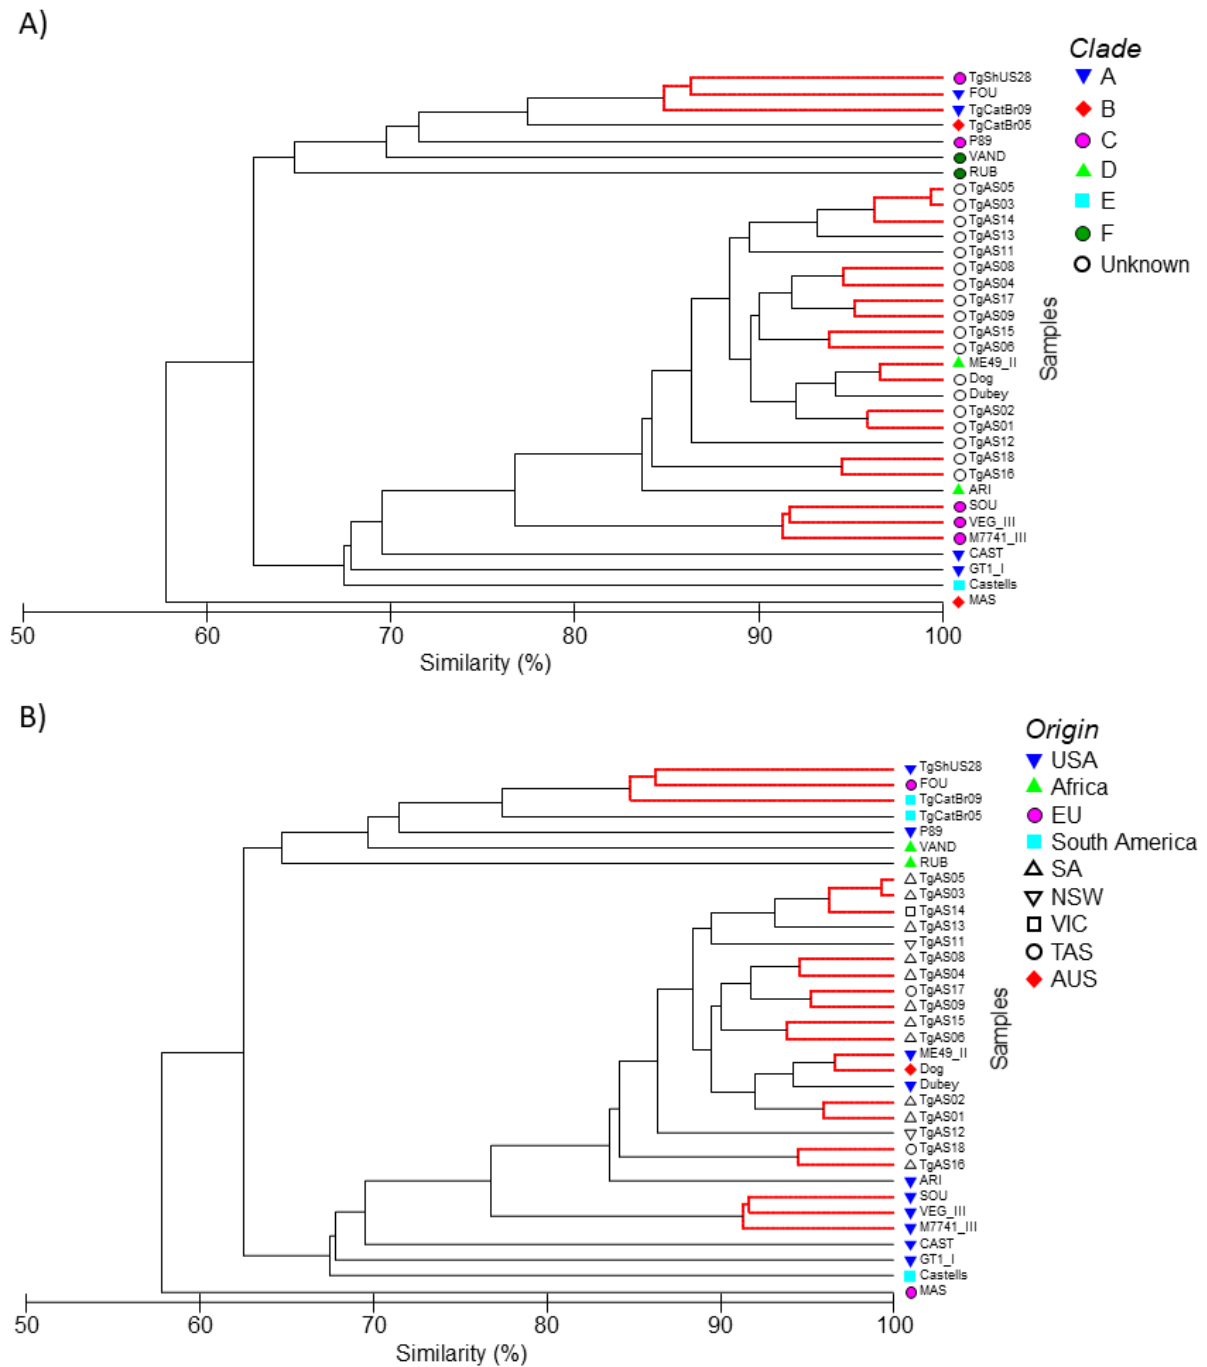 A)
Clade
A
B
C
D
E
F
Unknown
TgShUS28
FOU
TgCatBr09
TgCatBr05
P89
VAND
RUB
TgAS05
TgAS03
TgAS14
TgAS13
TgAS11
TgAS08
TgAS04
TgAS17
TgAS09
TgAS15
TgAS06
ME49_II
Dog
Dubey
TgAS02
TgAS01
TgAS12
TgAS18
TgAS16
ARI
SOU
VEG_III
M7741_III
CAST
GT1_I
Castells
MAS
Samples
50 60 70 80 90 100
Similarity (%)
B)
Origin
USA
Africa
EU
South America
SA
NSW
VIC
TAS
AUS
TgShUS28
FOU
TgCatBr09
TgCatBr05
P89
VAND
RUB
TgAS05
TgAS03
TgAS14
TgAS13
TgAS11
TgAS08
TgAS04
TgAS17
TgAS09
TgAS15
TgAS06
ME49_II
Dog
Dubey
TgAS02
TgAS01
TgAS12
TgAS18
TgAS16
ARI
SOU
VEG_III
M7741_III
CAST
GT1_I
Castells
MAS
Samples
50 60 70 80 90 100
Similarity (%)